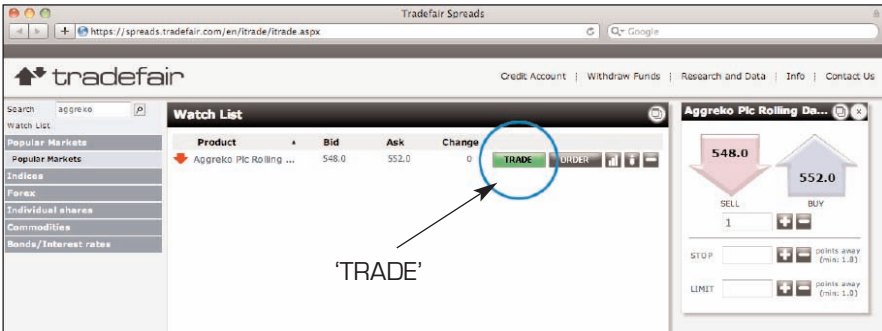 Tradefair Spreads
https://spreads.tradefair.com/en/itrade/itrade.aspx
Google
tradefair
Credit Account | Withdraw Funds | Research and Data | Info | Contact Us
Search aggreko
Watch List
Popular Markets
Popular Markets
Indices
Forex
Individual shares
Commodities
Bonds/Interest rates
Watch List
Product Bid Ask Change
Aggreko Plc Rolling ... 548.0 552.0 0 TRADE ORDER
'TRADE'
Aggreko Plc Rolling Da...
548.0
552.0
SELL BUY
1
STOP points away
(min: 1.0)
LIMIT points away
(min: 1.0)